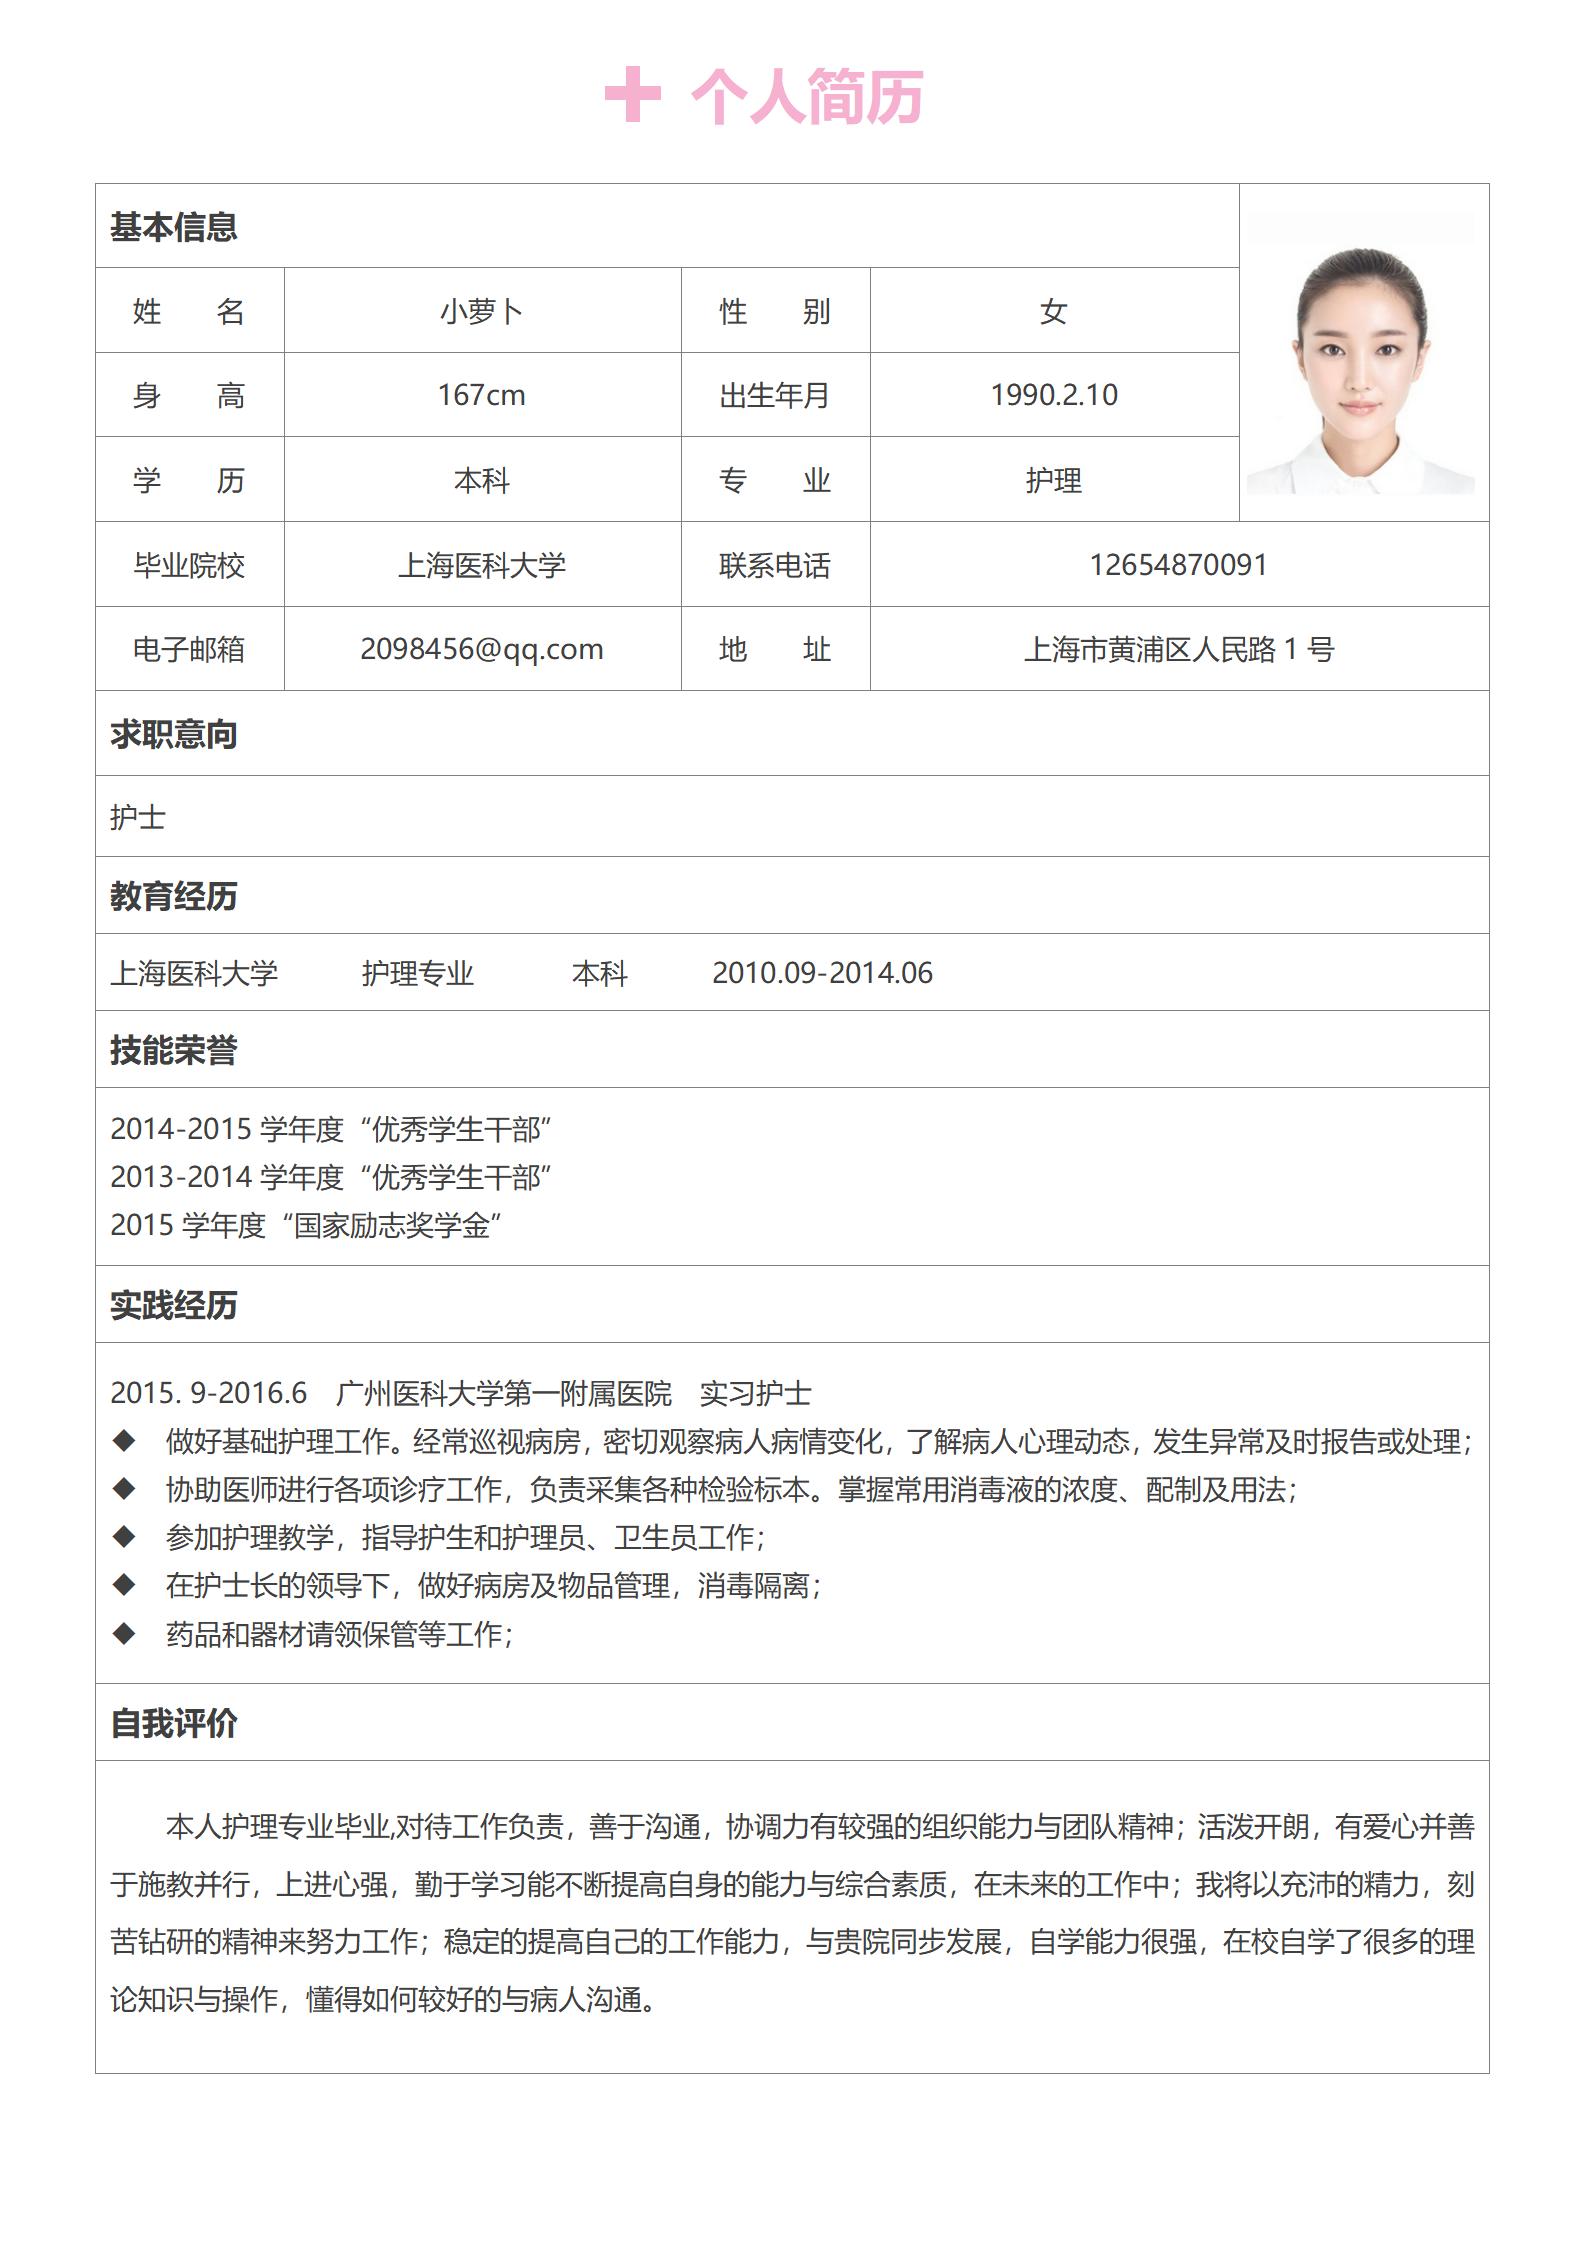 个人简历
基本信息
姓 名 小萝卜 性 别 女
身 高 167cm 出生年月 1990.2.10
学 历 本科 专 业 护理
毕业院校 上海医科大学 联系电话 12654870091
电子邮箱 2098456@qq.com 地 址 上海市黄浦区人民路 1 号
求职意向
护士
教育经历
上海医科大学 护理专业 本科 2010.09-2014.06
技能荣誉
2014-2015 学年度“优秀学生干部”
2013-2014 学年度“优秀学生干部”
2015 学年度“国家励志奖学金”
实践经历
2015. 9-2016.6 广州医科大学第一附属医院 实习护士
◆ 做好基础护理工作。经常巡视病房，密切观察病人病情变化，了解病人心理动态，发生异常及时报告或处理；
◆ 协助医师进行各项诊疗工作，负责采集各种检验标本。掌握常用消毒液的浓度、配制及用法；
◆ 参加护理教学，指导护生和护理员、卫生员工作；
◆ 在护士长的领导下，做好病房及物品管理，消毒隔离；
◆ 药品和器材请领保管等工作；
自我评价
本人护理专业毕业,对待工作负责，善于沟通，协调力有较强的组织能力与团队精神；活泼开朗，有爱心并善
于施教并行，上进心强，勤于学习能不断提高自身的能力与综合素质，在未来的工作中；我将以充沛的精力，刻
苦钻研的精神来努力工作；稳定的提高自己的工作能力，与贵院同步发展，自学能力很强，在校自学了很多的理
论知识与操作，懂得如何较好的与病人沟通。